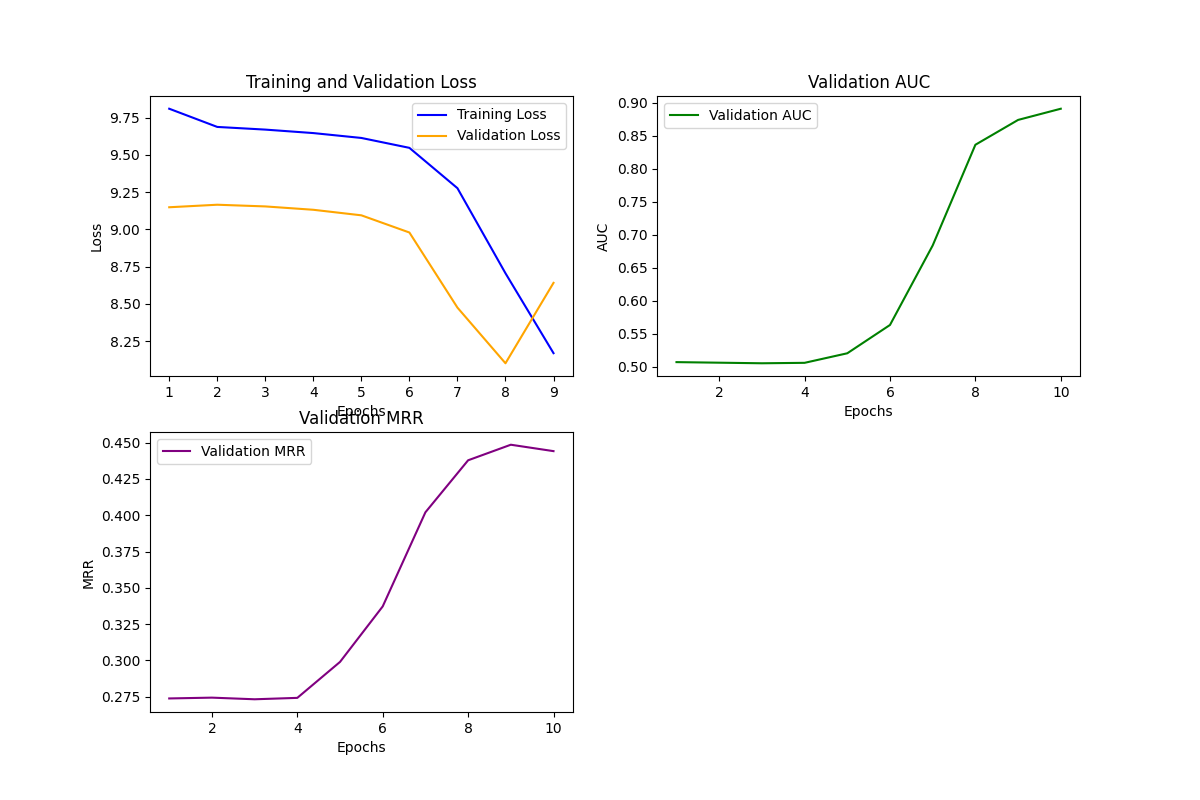 Training and Validation Loss
Training Loss
Validation Loss
9.75
9.50
9.25
9.00
8.75
8.50
8.25
Loss
1 2 3 4 5 6 7 8 9
Epochs
Validation AUC
Validation AUC
0.90
0.85
0.80
0.75
0.70
0.65
0.60
0.55
0.50
AUC
2 4 6 8 10
Epochs
Validation MRR
Validation MRR
0.450
0.425
0.400
0.375
0.350
0.325
0.300
0.275
MRR
2 4 6 8 10
Epochs